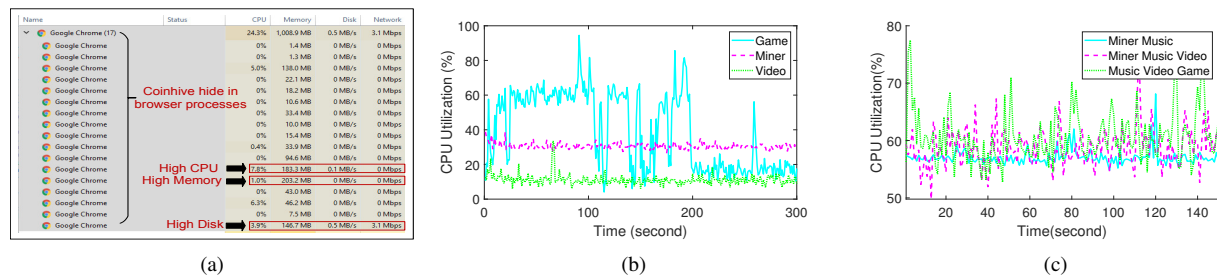 Name Status CPU Memory Disk Network
Google Chrome (17) 24.3% 1,008.9 MB 0.5 MB/s 3.1 Mbps
Google Chrome 0% 1.4 MB 0 MB/s 0 Mbps
Google Chrome 0% 1.3 MB 0 MB/s 0 Mbps
Google Chrome 5.0% 138.0 MB 0 MB/s 0 Mbps
Google Chrome 0% 22.1 MB 0 MB/s 0 Mbps
Google Chrome 0% 18.2 MB 0 MB/s 0 Mbps
Google Chrome 0% 10.6 MB 0 MB/s 0 Mbps
Google Chrome 0% 33.4 MB 0 MB/s 0 Mbps
Google Chrome 0% 10.0 MB 0 MB/s 0 Mbps
Google Chrome 0% 15.4 MB 0 MB/s 0 Mbps
Google Chrome 0.4% 33.9 MB 0 MB/s 0 Mbps
Google Chrome 0% 94.6 MB 0 MB/s 0 Mbps
Google Chrome 7.8% 183.3 MB 0.1 MB/s 0 Mbps
Google Chrome 1.0% 203.2 MB 0 MB/s 0 Mbps
Google Chrome 0% 43.0 MB 0 MB/s 0 Mbps
Google Chrome 6.3% 46.2 MB 0 MB/s 0 Mbps
Google Chrome 0% 7.5 MB 0 MB/s 0 Mbps
Google Chrome 3.9% 146.7 MB 0.5 MB/s 3.1 Mbps
Coinhive hide in
browser processes
High CPU
High Memory
High Disk
(a)
CPU Utilization (%)
100
80
60
40
20
0
0 100 200 300
Time (second)
Game
Miner
Video
(b)
CPU Utilization(%)
80
70
60
50
20 40 60 80 100 120 140
Time(second)
Miner Music
Miner Music Video
Music Video Game
(c)